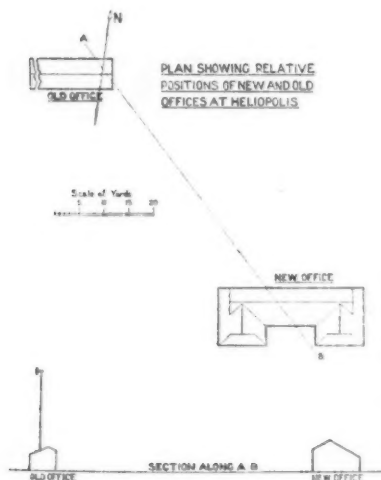 N
A
PLAN SHOWING RELATIVE
POSITIONS OF NEW AND OLD
OFFICES AT HELIOPOLIS
OLD OFFICE
Scale of Yards
5 10 15 20
NEW OFFICE
B
SECTION ALONG A B
OLD OFFICE NEW OFFICE